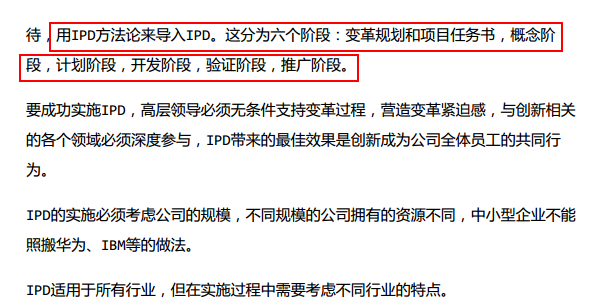 待，用IPD方法论来导入IPD。这分为六个阶段：变革规划和项目任务书，概念阶
段，计划阶段，开发阶段，验证阶段，推广阶段。
要成功实施IPD，高层领导必须无条件支持变革过程，营造变革紧迫感，与创新相关
的各个领域必须深度参与，IPD带来的最佳效果是创新成为公司全体员工的共同行
为。
IPD的实施必须考虑公司的规模，不同规模的公司拥有的资源不同，中小型企业不能
照搬华为、IBM等的做法。
IPD适用于所有行业，但在实施过程中需要考虑不同行业的特点。